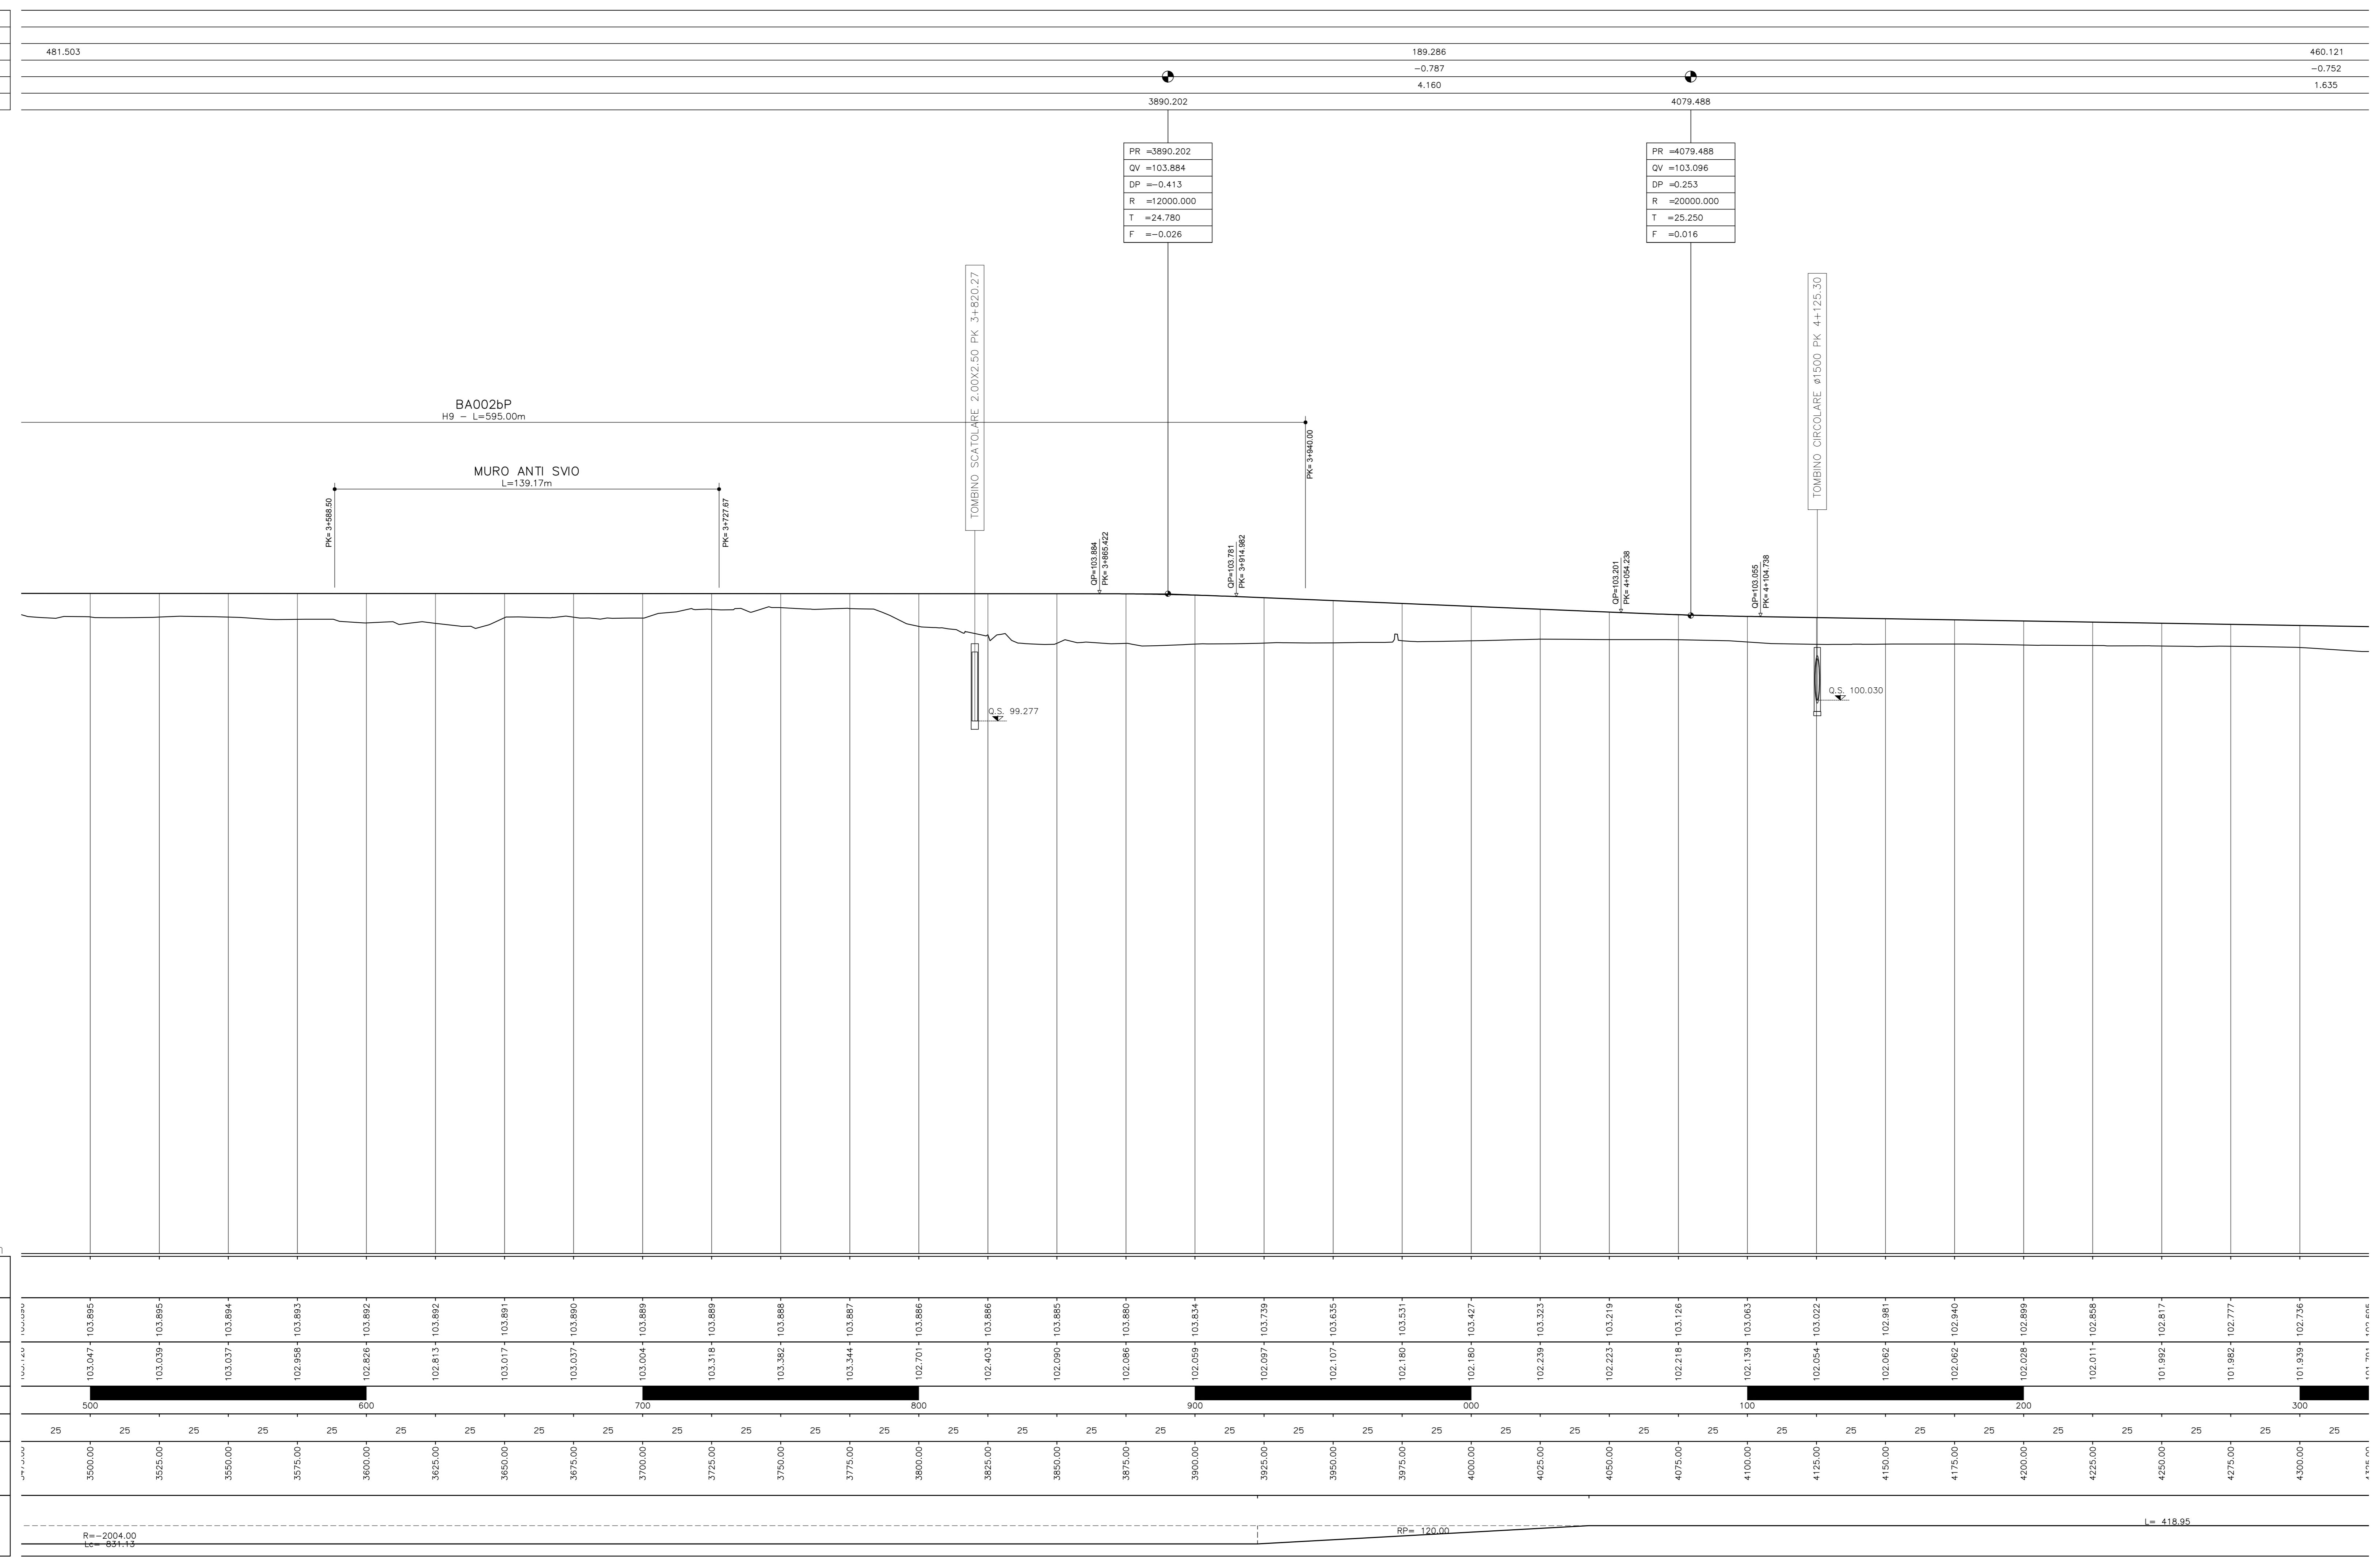 481.503
189.286
460.121
-0.787
-0.752
4.160
1.635
3890.202
4079.488
PR =3890.202
QV =103.884
DP =-0.413
R =12000.000
T =24.780
F =-0.026
PR =4079.488
QV =103.096
DP =0.253
R =20000.000
T =25.250
F =0.016
TOMBINO SCATOLARE 2.00X2.50 PK 3+820.27
TOMBINO CIRCOLARE ø1500 PK 4+125.30
BA002bP
H9 - L=595.00m
PK= 3+940.00
MURO ANTI SVIO
L=139.17m
PK= 3+588.50
PK= 3+727.67
QP=103.884
PK= 3+865.422
QP=103.781
PK= 3+914.982
QP=103.201
PK= 4+054.238
QP=103.055
PK= 4+104.738
Q.S. 99.277
Q.S. 100.030
103.895 103.895 103.894 103.893 103.892 103.892 103.891 103.890 103.889 103.889 103.888 103.887 103.886 103.886 103.885 103.880 103.834 103.739 103.635 103.531 103.427 103.323 103.219 103.126 103.063 103.022 102.981 102.940 102.899 102.858 102.817 102.777 102.736
103.047 103.039 103.037 102.958 102.826 102.813 103.017 103.037 103.004 103.318 103.382 103.344 102.701 102.403 102.090 102.086 102.059 102.097 102.107 102.180 102.180 102.239 102.223 102.218 102.139 102.054 102.062 102.062 102.028 102.011 101.992 101.982 101.939
500 600 700 800 900 000 100 200 300
25 25 25 25 25 25 25 25 25 25 25 25 25 25 25 25 25 25 25 25 25 25 25 25 25 25 25 25 25 25 25 25 25 25
3500.00 3525.00 3550.00 3575.00 3600.00 3625.00 3650.00 3675.00 3700.00 3725.00 3750.00 3775.00 3800.00 3825.00 3850.00 3875.00 3900.00 3925.00 3950.00 3975.00 4000.00 4025.00 4050.00 4075.00 4100.00 4125.00 4150.00 4175.00 4200.00 4225.00 4250.00 4275.00 4300.00
L= 418.95
RP= 120.00
R=-2004.00
Lc= 831.13